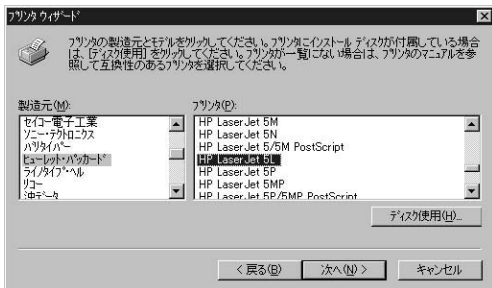 プリンタ ウィザード
プリンタの製造元とモデルをクリックしてください。プリンタにインストール ディスクが付属している場合
は、[ディスク使用] をクリックしてください。プリンタが一覧にない場合は、プリンタのマニュアルを参
照して互換性のあるプリンタを選択してください。
製造元(M):
セイコー電子工業
ソニー・テクトロニクス
ハリタイパー
ヒューレット・パッカード
ライノタイプ・ヘル
リコー
沖データ
プリンタ(P):
HP LaserJet 5M
HP LaserJet 5N
HP LaserJet 5/5M PostScript
HP LaserJet 5L
HP LaserJet 5P
HP LaserJet 5MP
HP LaserJet 5P/5MP PostScript
ディスク使用(H)...
< 戻る(B)
次へ(N) >
キャンセル